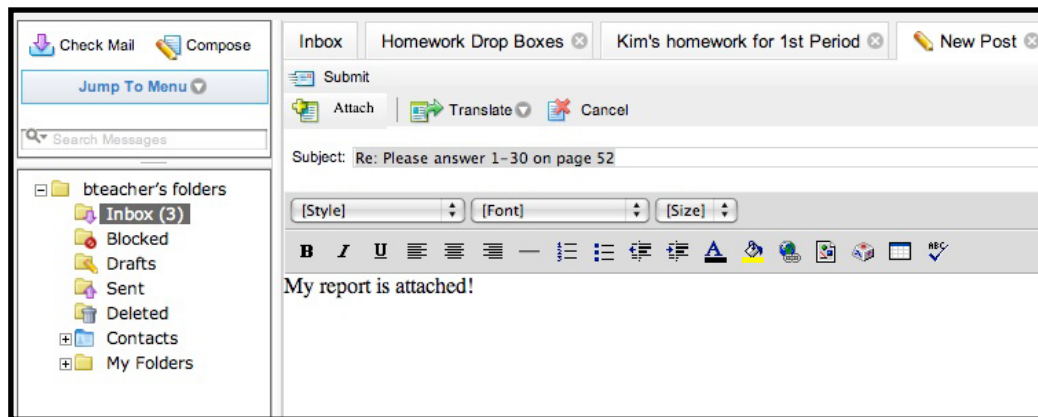 Check Mail Compose
Jump To Menu
Search Messages
bteacher's folders
Inbox (3)
Blocked
Drafts
Sent
Deleted
Contacts
My Folders
Inbox Homework Drop Boxes Kim's homework for 1st Period New Post
Submit
Attach Translate Cancel
Subject: Re: Please answer 1-30 on page 52
[Style] [Font] [Size]
B I U A ABC
My report is attached!